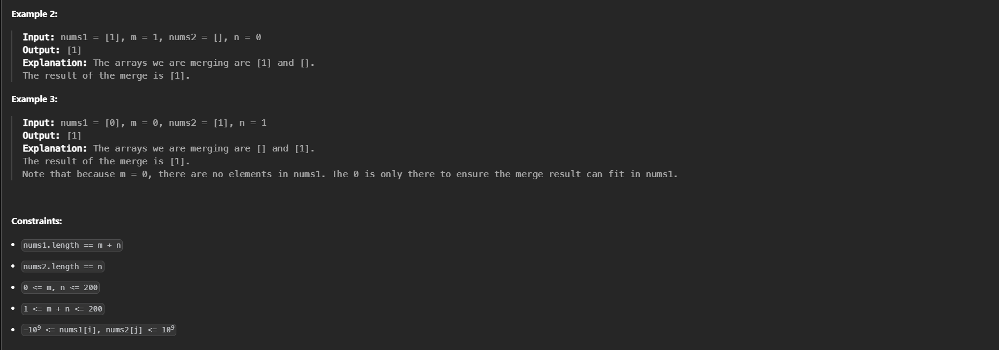 Example 2:
Input: nums1 = [1], m = 1, nums2 = [], n = 0
Output: [1]
Explanation: The arrays we are merging are [1] and [].
The result of the merge is [1].
Example 3:
Input: nums1 = [0], m = 0, nums2 = [1], n = 1
Output: [1]
Explanation: The arrays we are merging are [] and [1].
The result of the merge is [1].
Note that because m = 0, there are no elements in nums1. The 0 is only there to ensure the merge result can fit in nums1.
Constraints:
• nums1.length == m + n
• nums2.length == n
• 0 <= m, n <= 200
• 1 <= m + n <= 200
• -10⁹ <= nums1[i], nums2[j] <= 10⁹